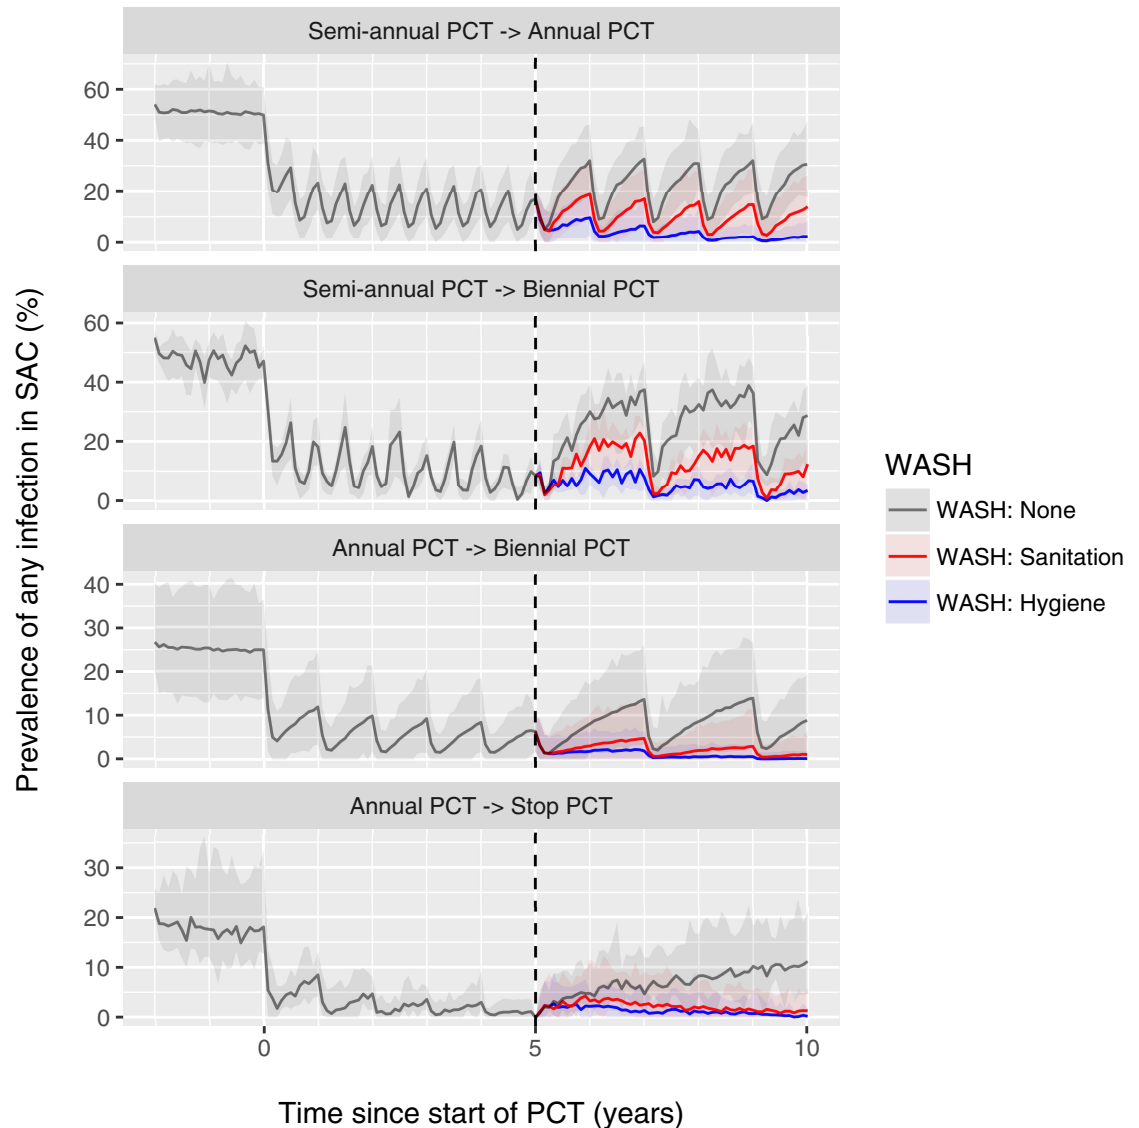 Semi-annual PCT -> Annual PCT
60
40
20
0
Semi-annual PCT -> Biennial PCT
60
40
20
0
Annual PCT -> Biennial PCT
40
30
20
10
0
Annual PCT -> Stop PCT
30
20
10
0
0 5 10
Time since start of PCT (years)
Prevalence of any infection in SAC (%)
WASH
WASH: None
WASH: Sanitation
WASH: Hygiene